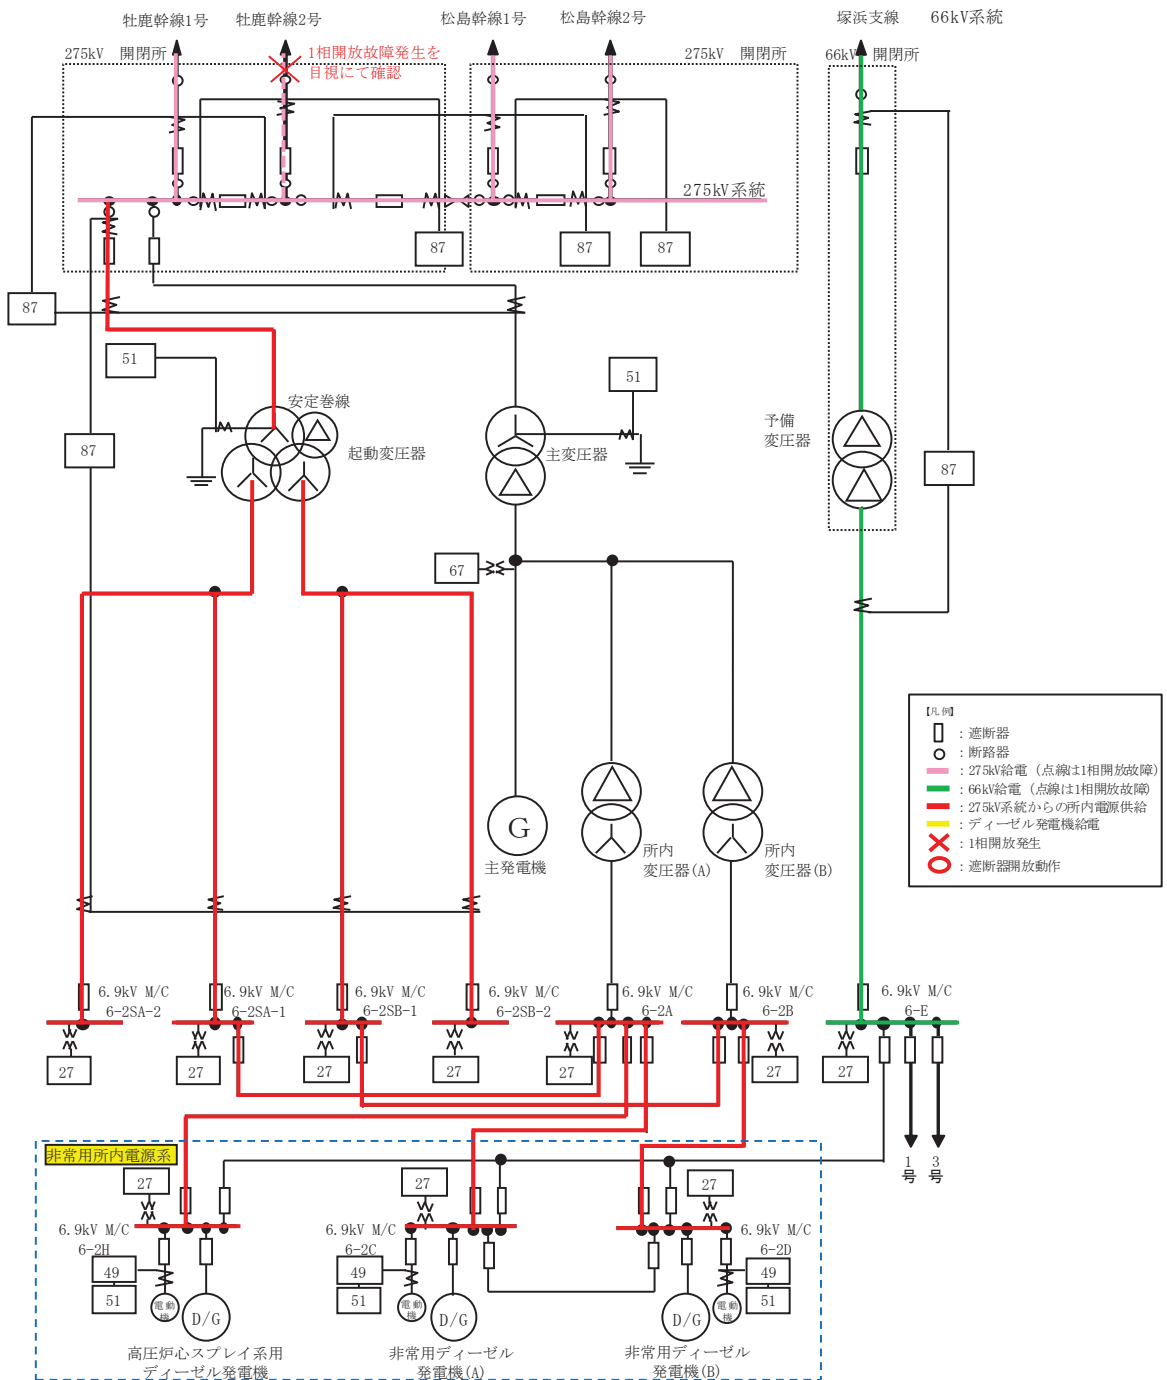 牡鹿幹線1号
牡鹿幹線2号
松島幹線1号
松島幹線2号
塚浜支線
66kV系統
275kV 開閉所
1相開放故障発生を
目視にて確認
275kV 開閉所
66kV 開閉所
275kV系統
87
87
87
87
51
51
安定巻線
起動変圧器
主変圧器
予備
変圧器
87
87
67
【凡例】
：遮断器
：断路器
：275kV給電（点線は1相開放故障）
：66kV給電（点線は1相開放故障）
：275kV系統からの所内電源供給
：ディーゼル発電機給電
：1相開放発生
：遮断器開放動作
G
主発電機
所内
変圧器(A)
所内
変圧器(B)
6.9kV M/C
6-2SA-2
6.9kV M/C
6-2SA-1
6.9kV M/C
6-2SB-1
6.9kV M/C
6-2SB-2
6.9kV M/C
6-2A
6.9kV M/C
6-2B
6.9kV M/C
6-E
27
27
27
27
27
27
27
1
号
3
号
非常用所内電源系
27
27
27
6.9kV M/C
6-2H
6.9kV M/C
6-2C
6.9kV M/C
6-2D
49
51
電動
機
D/G
49
51
電動
機
D/G
D/G
電動
機
49
51
高圧炉心スプレイ系用
ディーゼル発電機
非常用ディーゼル
発電機(A)
非常用ディーゼル
発電機(B)